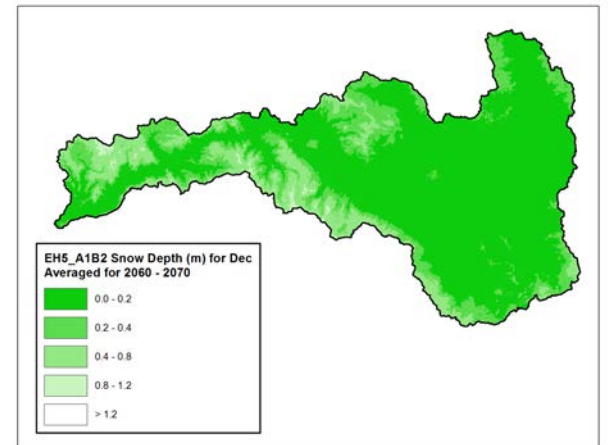 EH5_A1B2 Snow Depth (m) for Dec
Averaged for 2060 - 2070
0.0 - 0.2
0.2 - 0.4
0.4 - 0.8
0.8 - 1.2
> 1.2